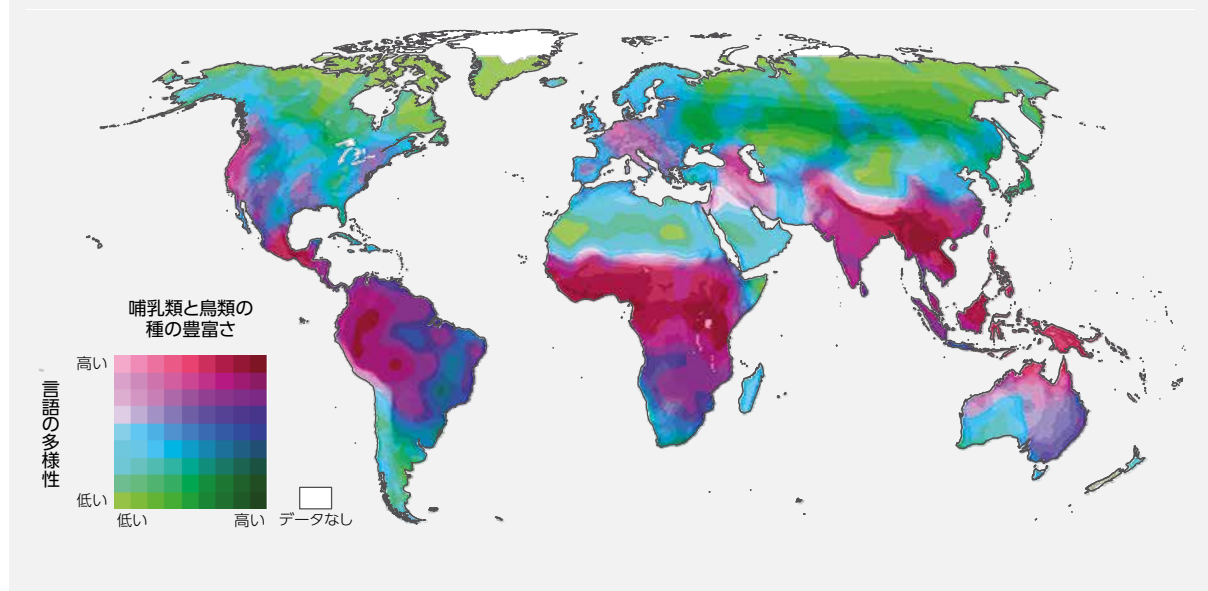 哺乳類と鳥類の
種の豊富さ
高い
言語の多様性
低い
低い
高い
データなし